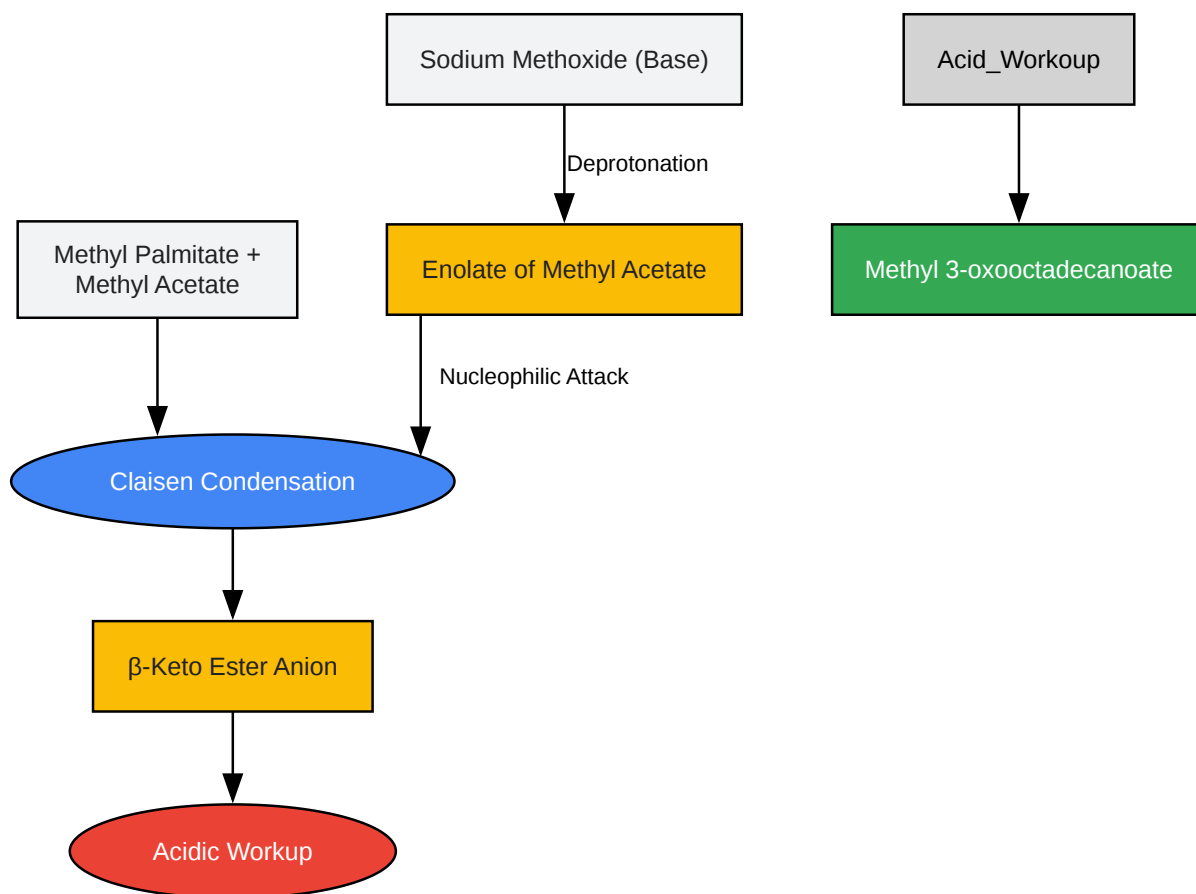 Sodium Methoxide (Base)
Acid_Workoup
Deprotonation
Methyl Palmitate +
Methyl Acetate
Enolate of Methyl Acetate
Methyl 3-oxooctadecanoate
Nucleophilic Attack
Claisen Condensation
β-Keto Ester Anion
Acidic Workup